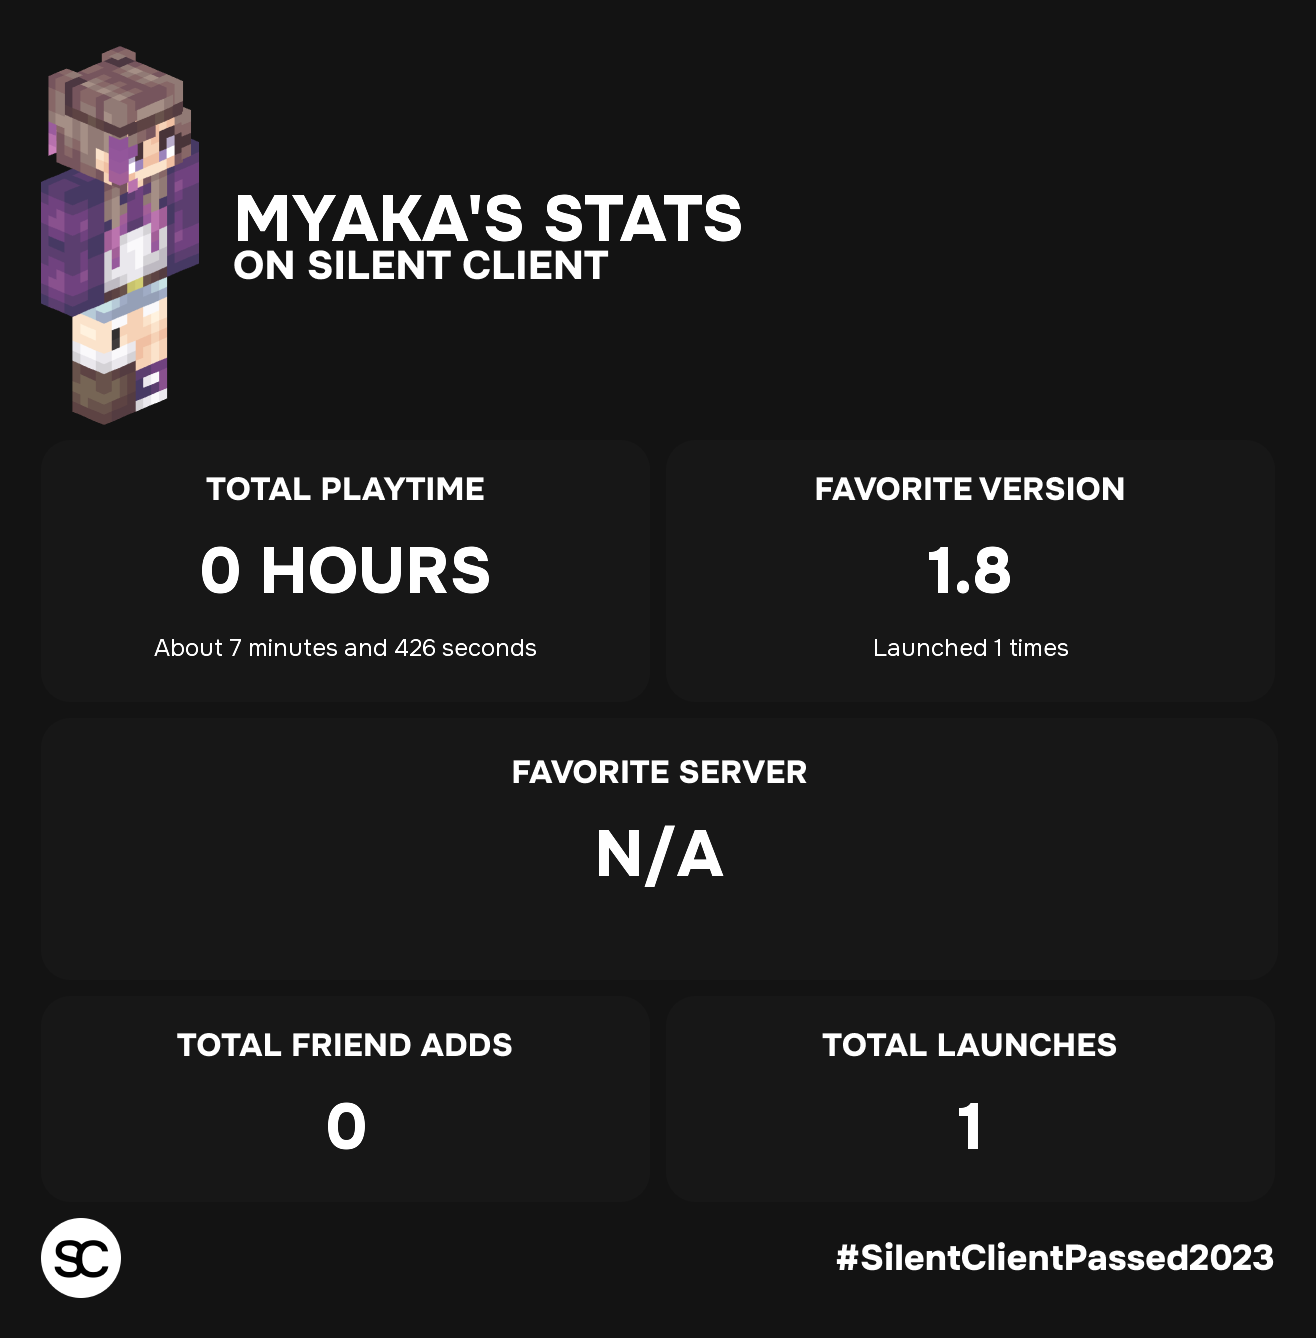 MYAKA'S STATS
ON SILENT CLIENT
TOTAL PLAYTIME
0 HOURS
About 7 minutes and 426 seconds
FAVORITE VERSION
1.8
Launched 1 times
FAVORITE SERVER
N/A
TOTAL FRIEND ADDS
0
TOTAL LAUNCHES
1
SC
#SilentClientPassed2023